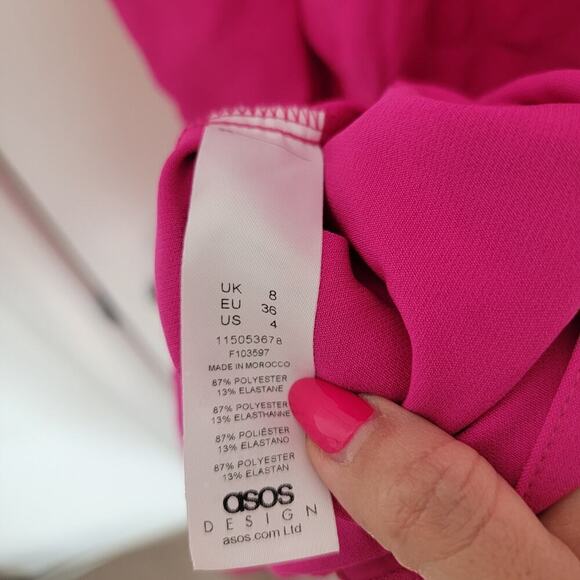 UK 8
EU 36
US 4
115053678
F103597
MADE IN MOROCCO
87% POLYESTER
13% ELASTANE
87% POLYESTER
13% ELASTHANNE
87% POLIÉSTER
13% ELASTANO
87% POLYESTER
13% ELASTAN
asos
DESIGN
asos.com Ltd